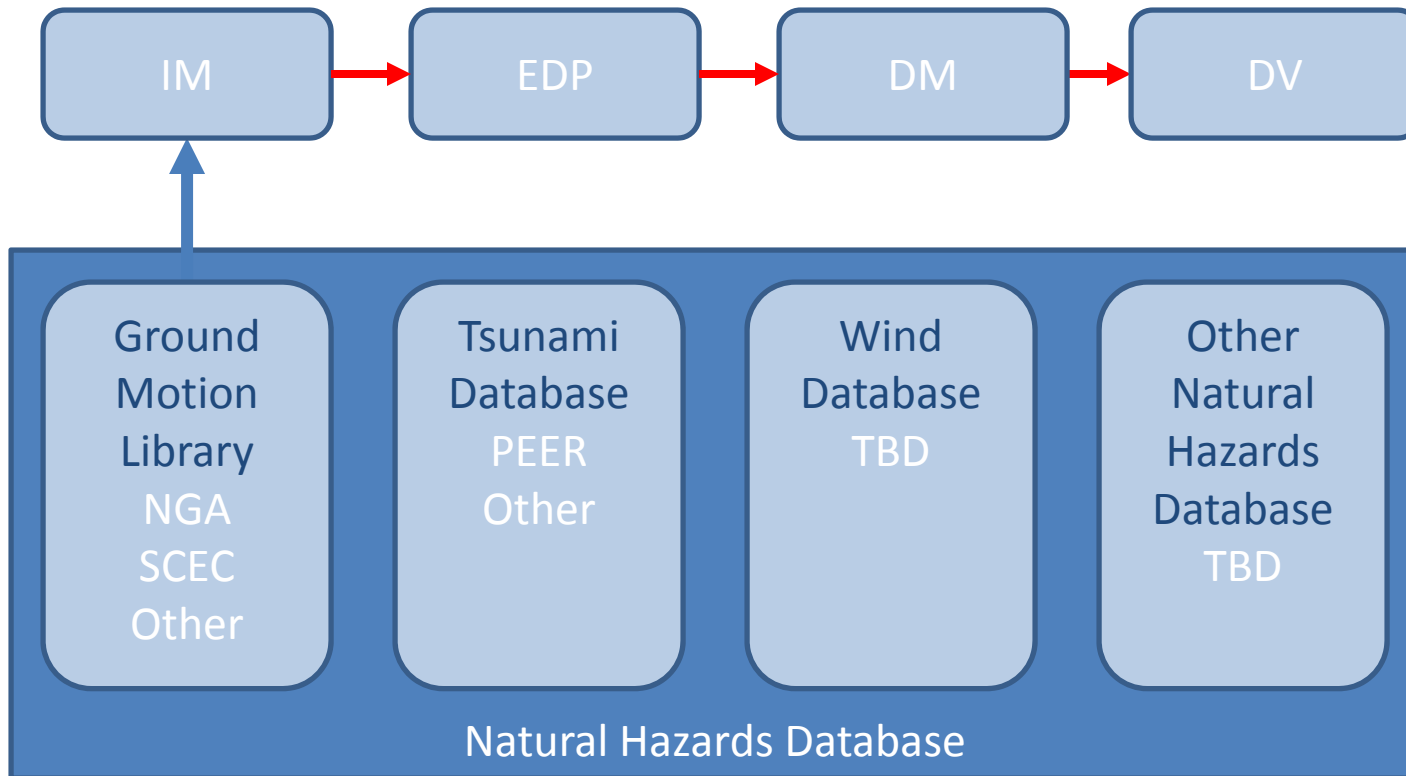 IM
EDP
DM
DV
Ground
Motion
Library
NGA
SCEC
Other
Tsunami
Database
PEER
Other
Wind
Database
TBD
Other
Natural
Hazards
Database
TBD
Natural Hazards Database